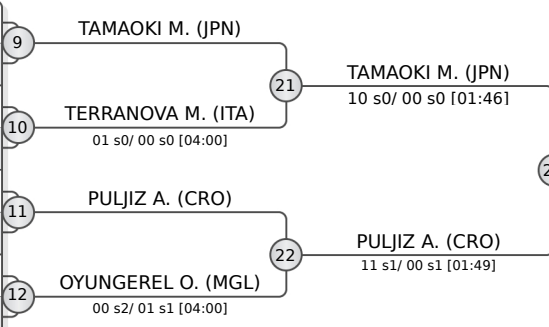 TAMAOKI M. (JPN)
9
21
TAMAOKI M. (JPN)
10 s0/ 00 s0 [01:46]
TERRANOVA M. (ITA)
10
01 s0/ 00 s0 [04:00]
PULJIZ A. (CRO)
11
22
PULJIZ A. (CRO)
11 s1/ 00 s1 [01:49]
OYUNGEREL O. (MGL)
12
00 s2/ 01 s1 [04:00]